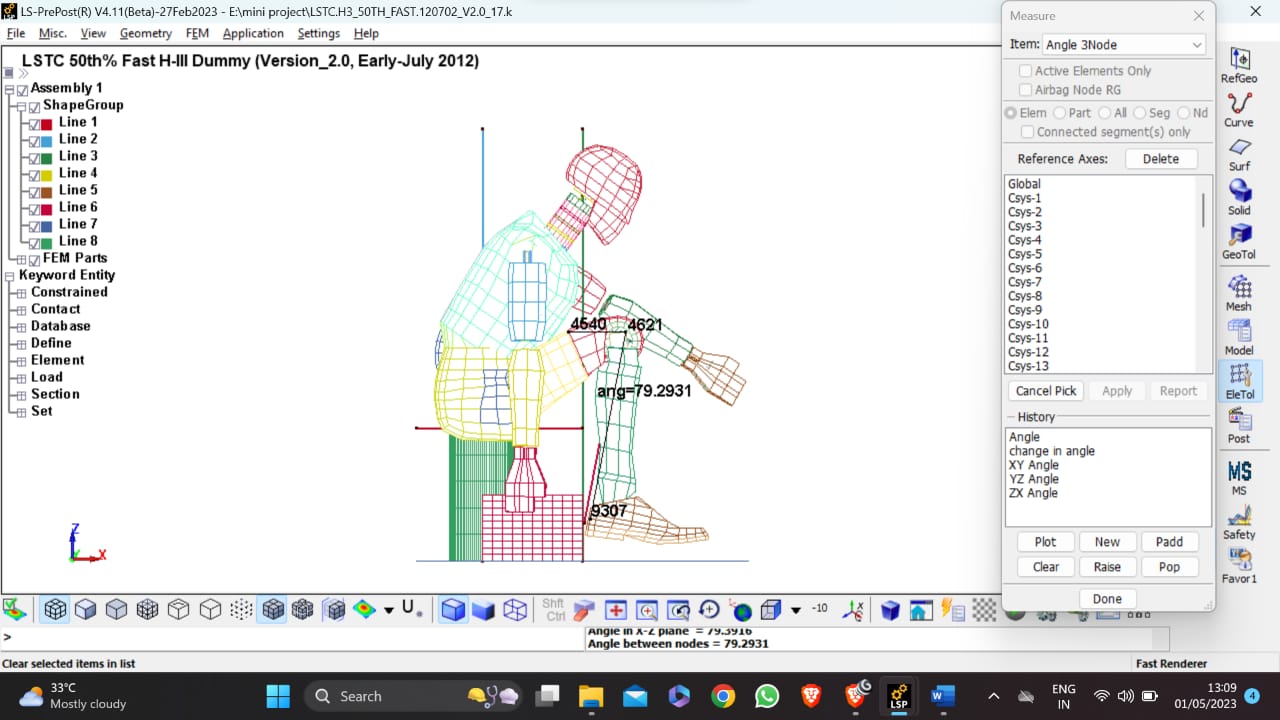 LS-PrePost(R) V4.11(Beta)-27Feb2023 - E:\mini project\LSTC.H3_50TH_FAST.120702_V2.0_17.k
File Misc. View Geometry FEM Application Settings Help
LSTC 50th% Fast H-III Dummy (Version_2.0, Early-July 2012)
Assembly 1
ShapeGroup
Line 1
Line 2
Line 3
Line 4
Line 5
Line 6
Line 7
Line 8
FEM Parts
Keyword Entity
Constrained
Contact
Database
Define
Element
Load
Section
Set
4540 4621
ang=79.2931
9307
Z
Y
X
Measure
Item: Angle 3Node
Active Elements Only
Airbag Node RG
Elem Part All Seg Nd
Connected segment(s) only
Reference Axes: Delete
Global
Csys-1
Csys-2
Csys-3
Csys-4
Csys-5
Csys-6
Csys-7
Csys-8
Csys-9
Csys-10
Csys-11
Csys-12
Csys-13
Cancel Pick Apply Report
History
Angle
change in angle
XY Angle
YZ Angle
ZX Angle
Plot New Padd
Clear Raise Pop
Done
RefGeo
Curve
Surf
Solid
GeoTol
Mesh
Model
EleTol
Post
MS
MS
Safety
Favor1
U.
Shft
Ctrl
-10
>
Angle in X-Z plane = 79.3916
Angle between nodes = 79.2931
Clear selected items in list
Fast Renderer
33°C
Mostly cloudy
Search
LSP
ENG
IN
13:09
01/05/2023
4